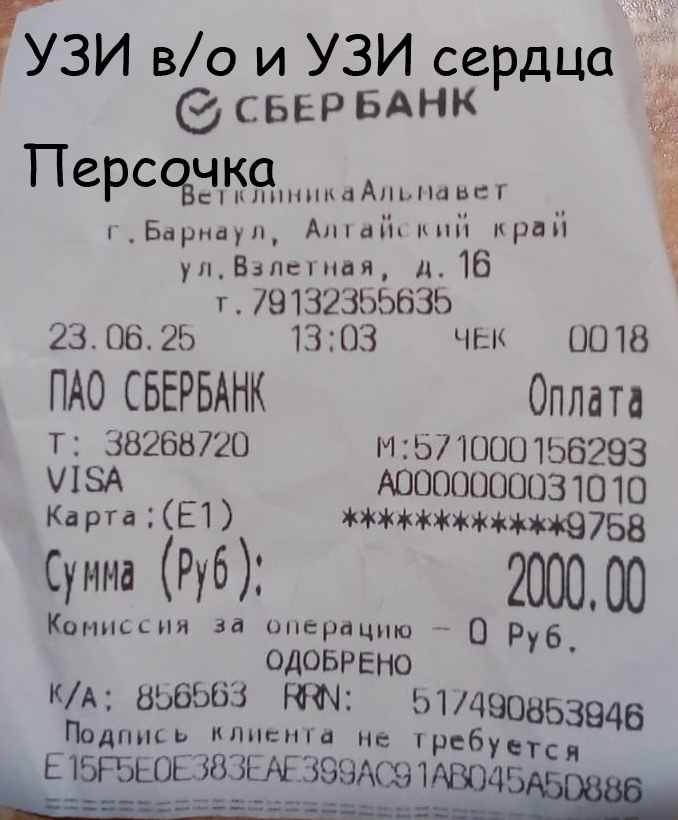 УЗИ в/о и УЗИ сердца
СБЕРБАНК
Персочка
ВетклиникаАльмавет
г.Барнаул, Алтайский край
ул.Взлетная, д.16
т.79132355635
23.06.25 13:03 ЧЕК 0018
ПАО СБЕРБАНК Оплата
Т: 38268720 М:571000156293
VISA A0000000031010
Карта:(E1) ************9758
Сумма (Руб): 2000.00
Комиссия за операцию – 0 Руб.
ОДОБРЕНО
К/А: 856563 RRN: 517490853946
Подпись клиента не требуется
E15F5E0E383EAE399AC91AB045A5D886